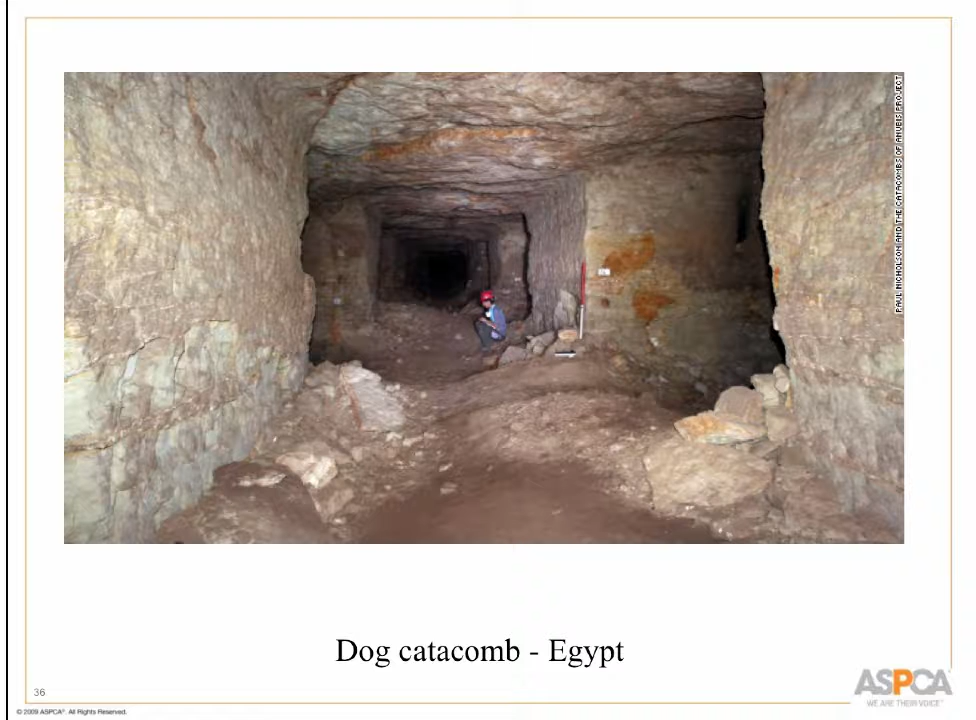 PAUL NICHOLSON AND THE CATACOMBS OF ANUBIS PROJECT
Dog catacomb - Egypt
36
ASPCA
WE ARE THEIR VOICE™
© 2009 ASPCA®. All Rights Reserved.